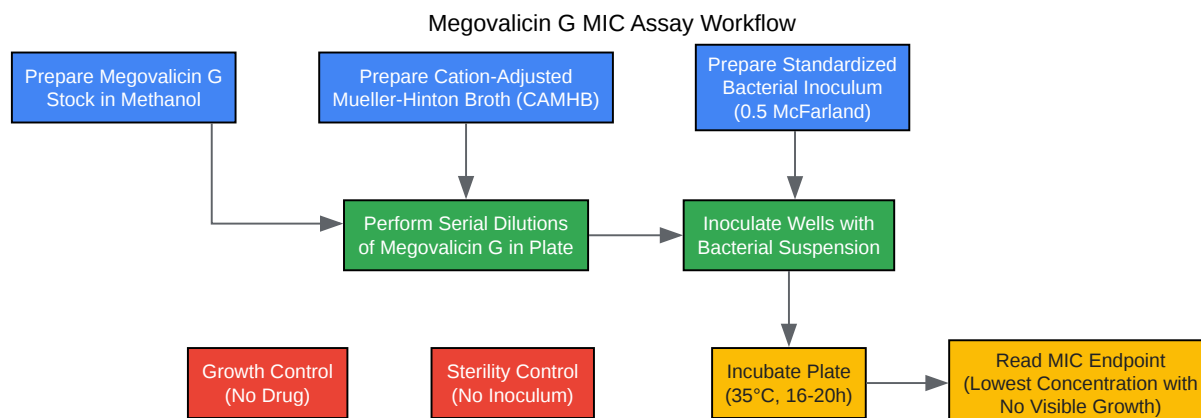 Megovalicin G MIC Assay Workflow
Prepare Megovalicin G
Stock in Methanol
Prepare Cation-Adjusted
Mueller-Hinton Broth (CAMHB)
Prepare Standardized
Bacterial Inoculum
(0.5 McFarland)
Perform Serial Dilutions
of Megovalicin G in Plate
Inoculate Wells with
Bacterial Suspension
Growth Control
(No Drug)
Sterility Control
(No Inoculum)
Incubate Plate
(35°C, 16-20h)
Read MIC Endpoint
(Lowest Concentration with
No Visible Growth)